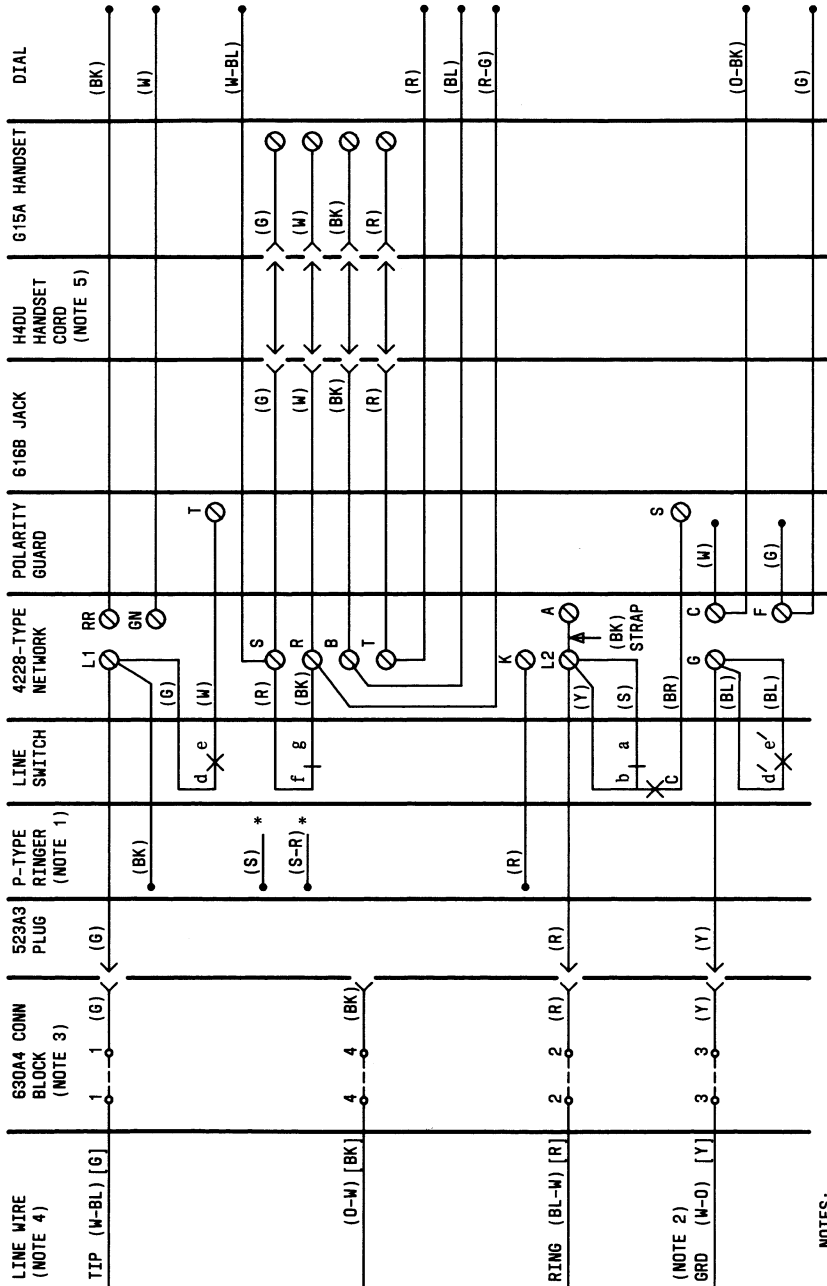 LINE WIRE
(NOTE 4)
630A4 CONN
BLOCK
(NOTE 3)
523A3
PLUG
P-TYPE
RINGER
(NOTE 1)
LINE
SWITCH
4228-TYPE
NETWORK
POLARITY
GUARD
616B JACK
H4DU
HANDSET
CORD
(NOTE 5)
G15A HANDSET
DIAL
TIP (W-BL) [G]
1 1 (G)
(G)
L1 RR
(BK)
GN
(W)
(BK)
(G)
d e
(W)
T
(W-BL)
(S) *
(R) S
(G)
(G)
(S-R) *
f g
(BK) R
(W)
(W)
(O-W) [BK]
4 4 (BK)
B
(BK)
(BK)
T
(R)
(R)
(R)
(BL)
(R-G)
(R)
K
RING (BL-W) [R]
2 2 (R)
(R)
L2 A
(Y)
(BK)
STRAP
b a
(S)
C
(BR)
S
(NOTE 2)
GRD (W-O) [Y]
3 3 (Y)
(Y)
G C
(W)
(O-BK)
(BL)
d' e'
(BL)
F
(G)
(G)
NOTES: